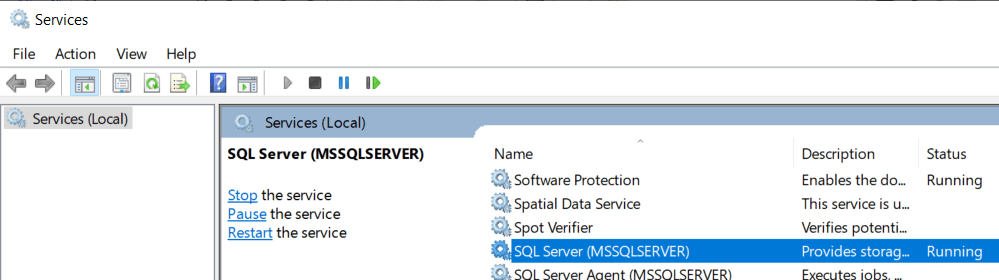 Services
File Action View Help
Services (Local)
Services (Local)
SQL Server (MSSQLSERVER)
Stop the service
Pause the service
Restart the service
Name Description Status
Software Protection Enables the do... Running
Spatial Data Service This service is u...
Spot Verifier Verifies potenti...
SQL Server (MSSQLSERVER) Provides storag... Running
SQL Server Agent (MSSQLSERVER) Executes jobs, ...